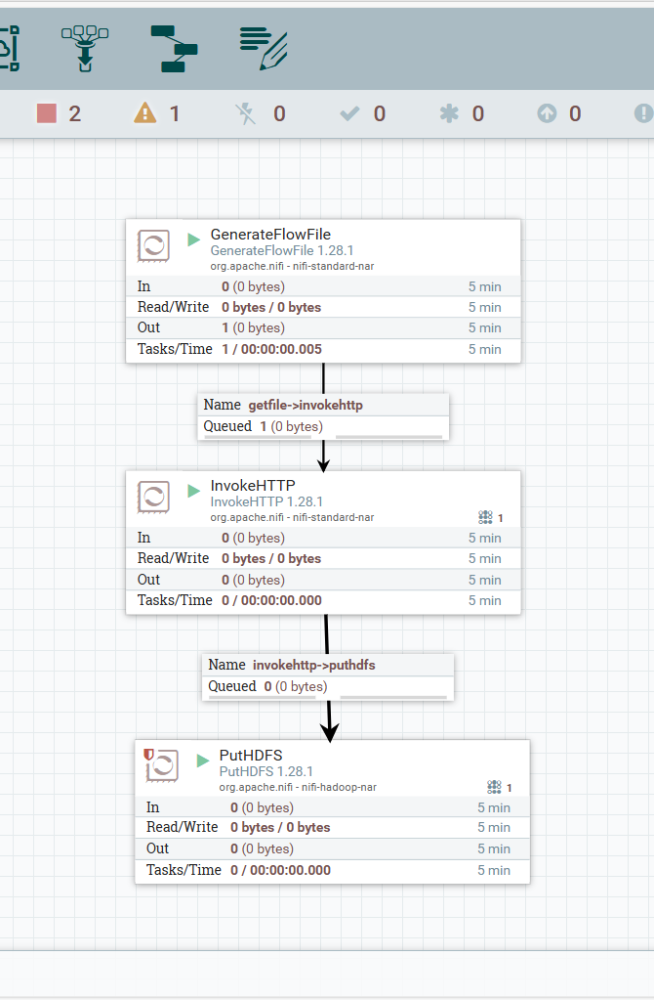 2 1 0 0 0 0
GenerateFlowFile
GenerateFlowFile 1.28.1
org.apache.nifi - nifi-standard-nar
In 0 (0 bytes) 5 min
Read/Write 0 bytes / 0 bytes 5 min
Out 1 (0 bytes) 5 min
Tasks/Time 1 / 00:00:00.005 5 min
Name getfile->invokehttp
Queued 1 (0 bytes)
InvokeHTTP
InvokeHTTP 1.28.1
org.apache.nifi - nifi-standard-nar
1
In 0 (0 bytes) 5 min
Read/Write 0 bytes / 0 bytes 5 min
Out 0 (0 bytes) 5 min
Tasks/Time 0 / 00:00:00.000 5 min
Name invokehttp->puthdfs
Queued 0 (0 bytes)
PutHDFS
PutHDFS 1.28.1
org.apache.nifi - nifi-hadoop-nar
1
In 0 (0 bytes) 5 min
Read/Write 0 bytes / 0 bytes 5 min
Out 0 (0 bytes) 5 min
Tasks/Time 0 / 00:00:00.000 5 min